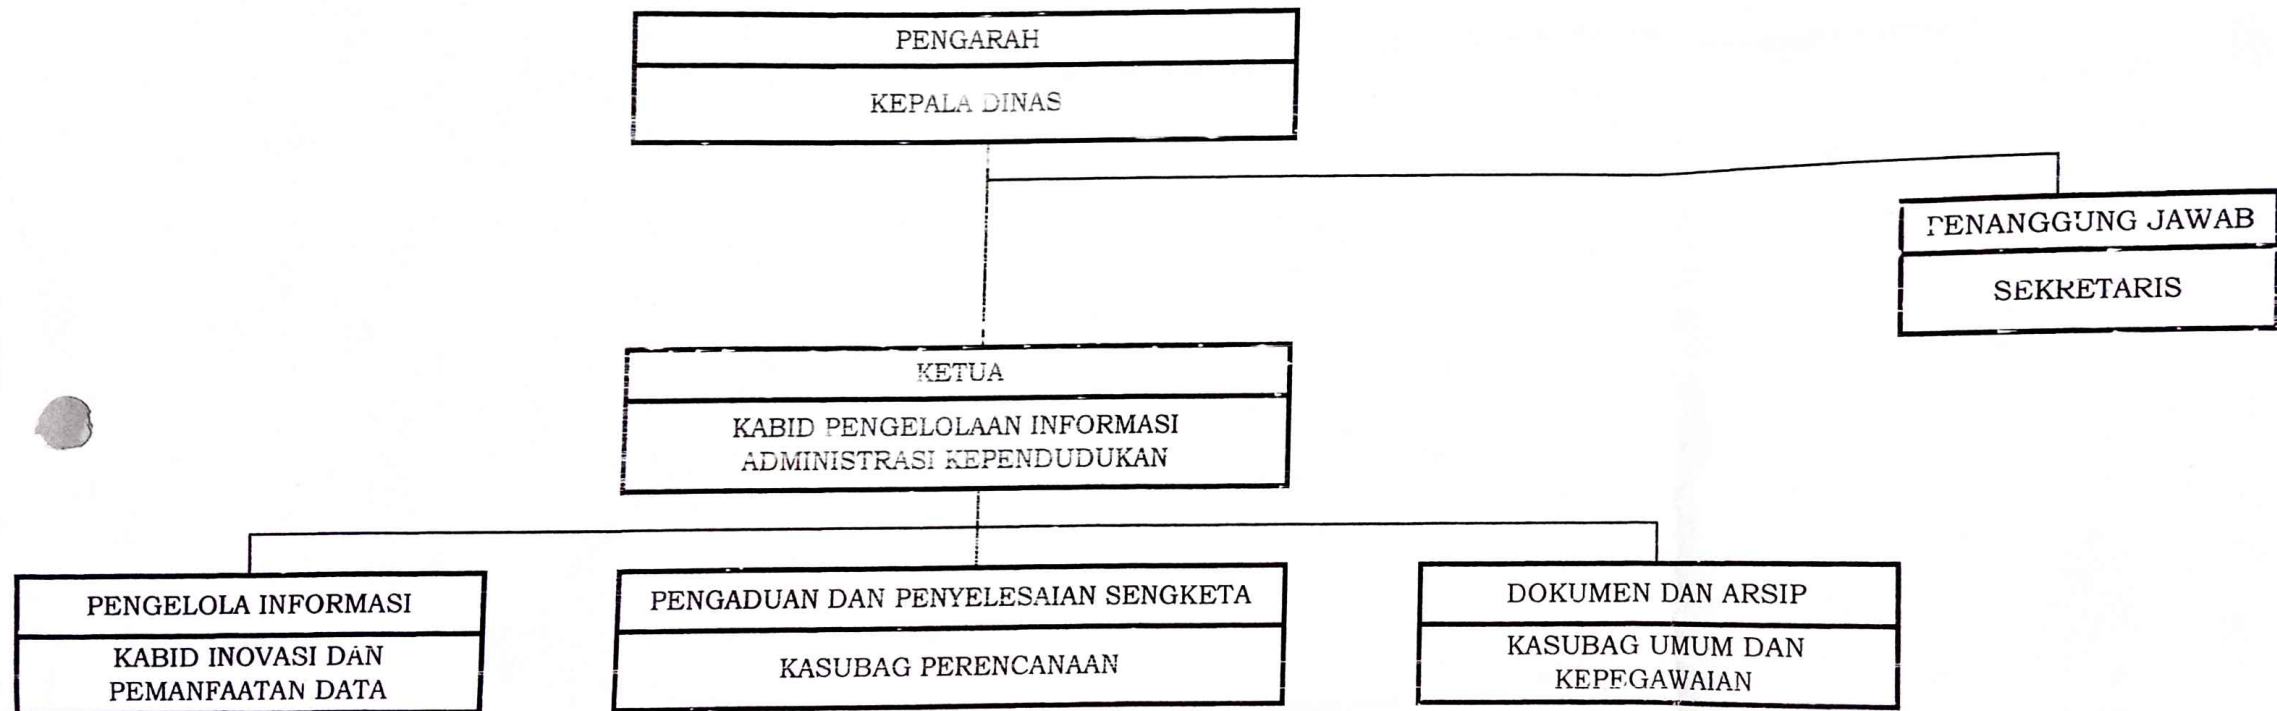 PENGARAH
KEPALA DINAS
PENANGGUNG JAWAB
SEKRETARIS
KETUA
KABID PENGELOLAAN INFORMASI
ADMINISTRASI KEPENDUDUKAN
PENGELOLA INFORMASI
KABID INOVASI DAN
PEMANFAATAN DATA
PENGADUAN DAN PENYELESAIAN SENGKETA
KASUBAG PERENCANAAN
DOKUMEN DAN ARSIP
KASUBAG UMUM DAN
KEPEGAWAIAN